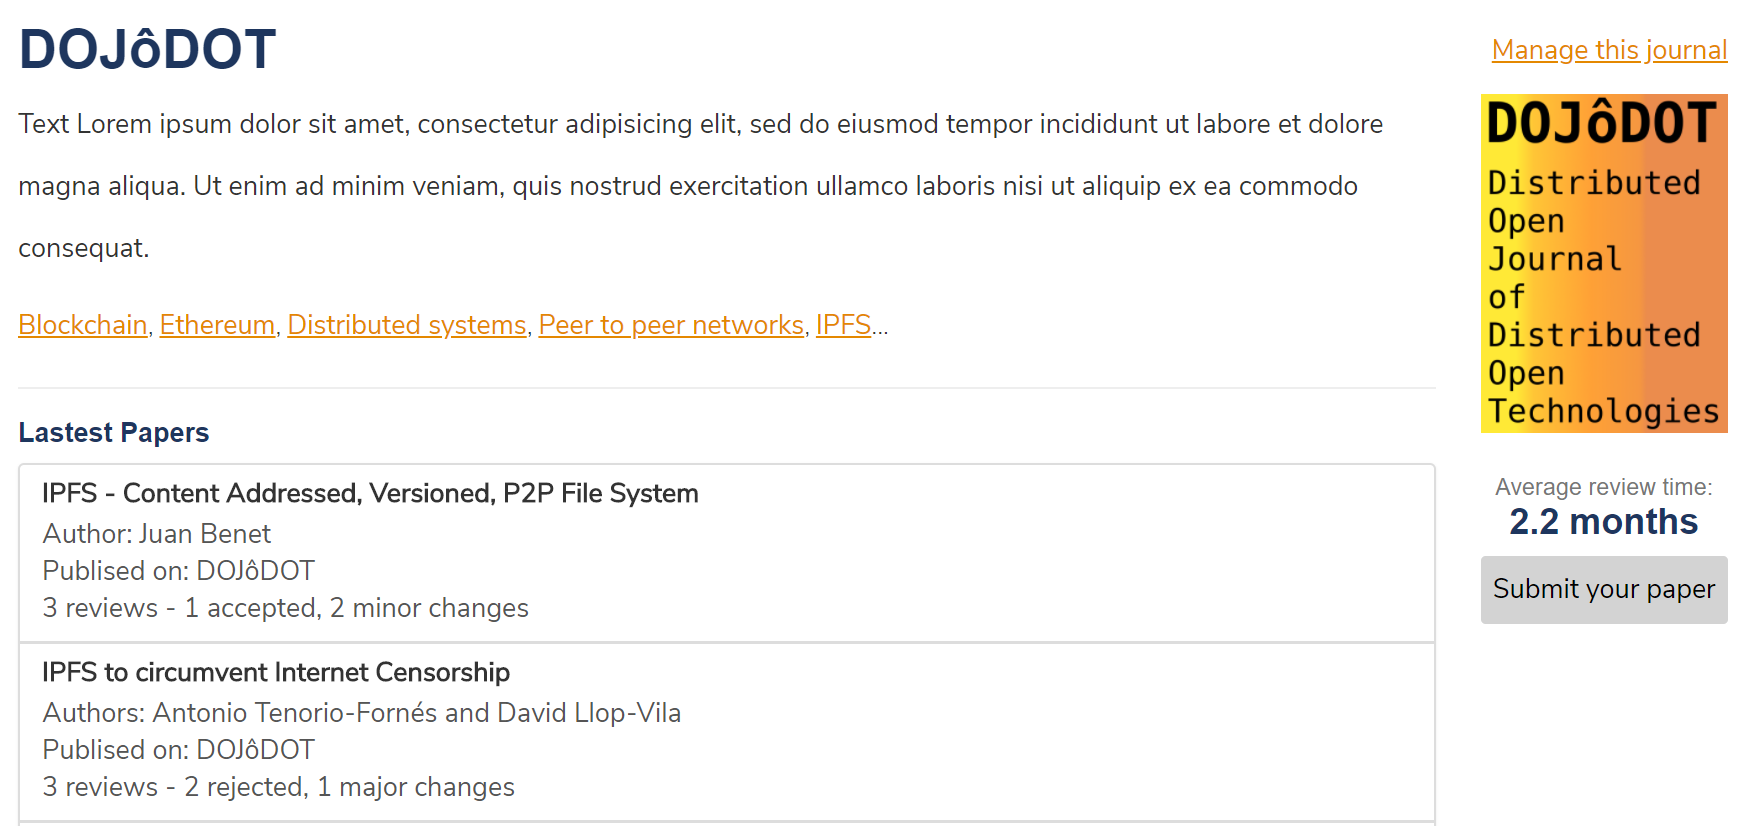 DOJôDOT
Text Lorem ipsum dolor sit amet, consectetur adipisicing elit, sed do eiusmod tempor incididunt ut labore et dolore
magna aliqua. Ut enim ad minim veniam, quis nostrud exercitation ullamco laboris nisi ut aliquip ex ea commodo
consequat.
Blockchain, Ethereum, Distributed systems, Peer to peer networks, IPFS...
Lastest Papers
IPFS - Content Addressed, Versioned, P2P File System
Author: Juan Benet
Publised on: DOJôDOT
3 reviews - 1 accepted, 2 minor changes
IPFS to circumvent Internet Censorship
Authors: Antonio Tenorio-Fornés and David Llop-Vila
Publised on: DOJôDOT
3 reviews - 2 rejected, 1 major changes
Manage this journal
DOJôDOT
Distributed
Open
Journal
of
Distributed
Open
Technologies
Average review time:
2.2 months
Submit your paper